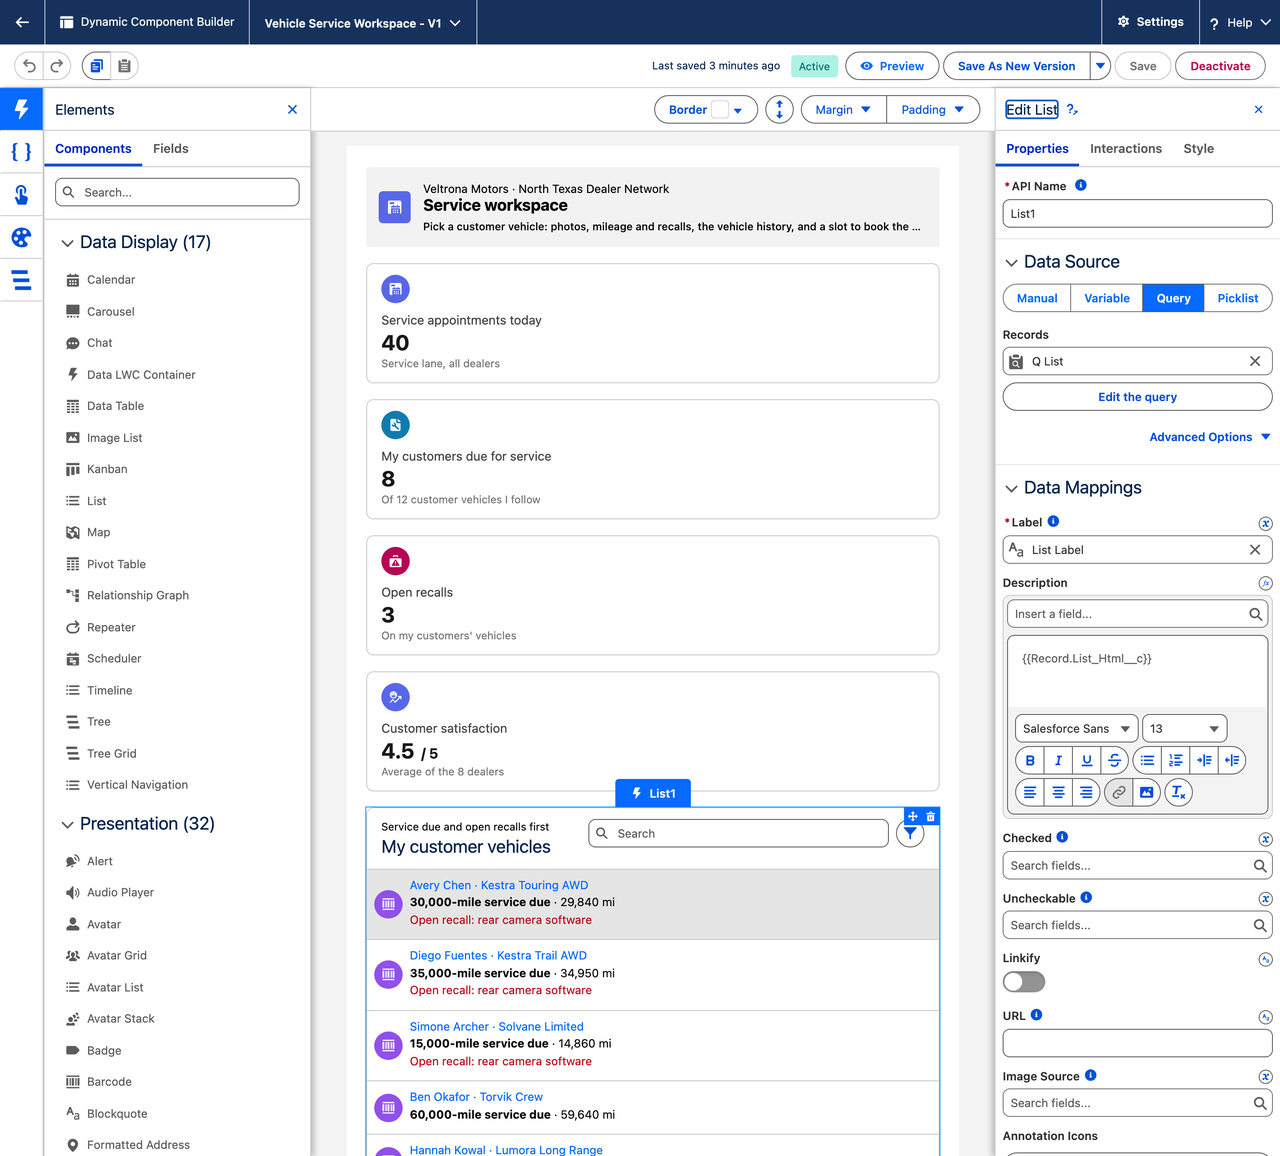 Dynamic Component Builder
Vehicle Service Workspace - V1
Settings
? Help
Last saved 3 minutes ago
Active
Preview
Save As New Version
Save
Deactivate
Elements
Components
Fields
Search...
Data Display (17)
Calendar
Carousel
Chat
Data LWC Container
Data Table
Image List
Kanban
List
Map
Pivot Table
Relationship Graph
Repeater
Scheduler
Timeline
Tree
Tree Grid
Vertical Navigation
Presentation (32)
Alert
Audio Player
Avatar
Avatar Grid
Avatar List
Avatar Stack
Badge
Barcode
Blockquote
Formatted Address
Border
Margin
Padding
Veltrona Motors · North Texas Dealer Network
Service workspace
Pick a customer vehicle: photos, mileage and recalls, the vehicle history, and a slot to book the ...
Service appointments today
40
Service lane, all dealers
My customers due for service
8
Of 12 customer vehicles I follow
Open recalls
3
On my customers' vehicles
Customer satisfaction
4.5 / 5
Average of the 8 dealers
List1
Service due and open recalls first
My customer vehicles
Search
Avery Chen · Kestra Touring AWD
30,000-mile service due · 29,840 mi
Open recall: rear camera software
Diego Fuentes · Kestra Trail AWD
35,000-mile service due · 34,950 mi
Open recall: rear camera software
Simone Archer · Solvane Limited
15,000-mile service due · 14,860 mi
Open recall: rear camera software
Ben Okafor · Torvik Crew
60,000-mile service due · 59,640 mi
Hannah Kowal · Lumora Long Range
Edit List
Properties
Interactions
Style
* API Name
List1
Data Source
Manual
Variable
Query
Picklist
Records
Q List
Edit the query
Advanced Options
Data Mappings
* Label
List Label
Description
Insert a field...
{{Record.List_Html__c}}
Salesforce Sans
13
B I U S
Checked
Search fields...
Uncheckable
Search fields...
Linkify
URL
Image Source
Search fields...
Annotation Icons